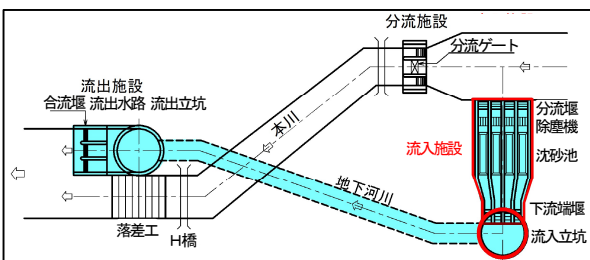 分流施設
分流ゲート
流出施設
合流堰 流出水路 流出立坑
本川
分流堰
除塵機
流入施設
沈砂池
地下河川
下流端堰
落差工
H橋
流入立坑